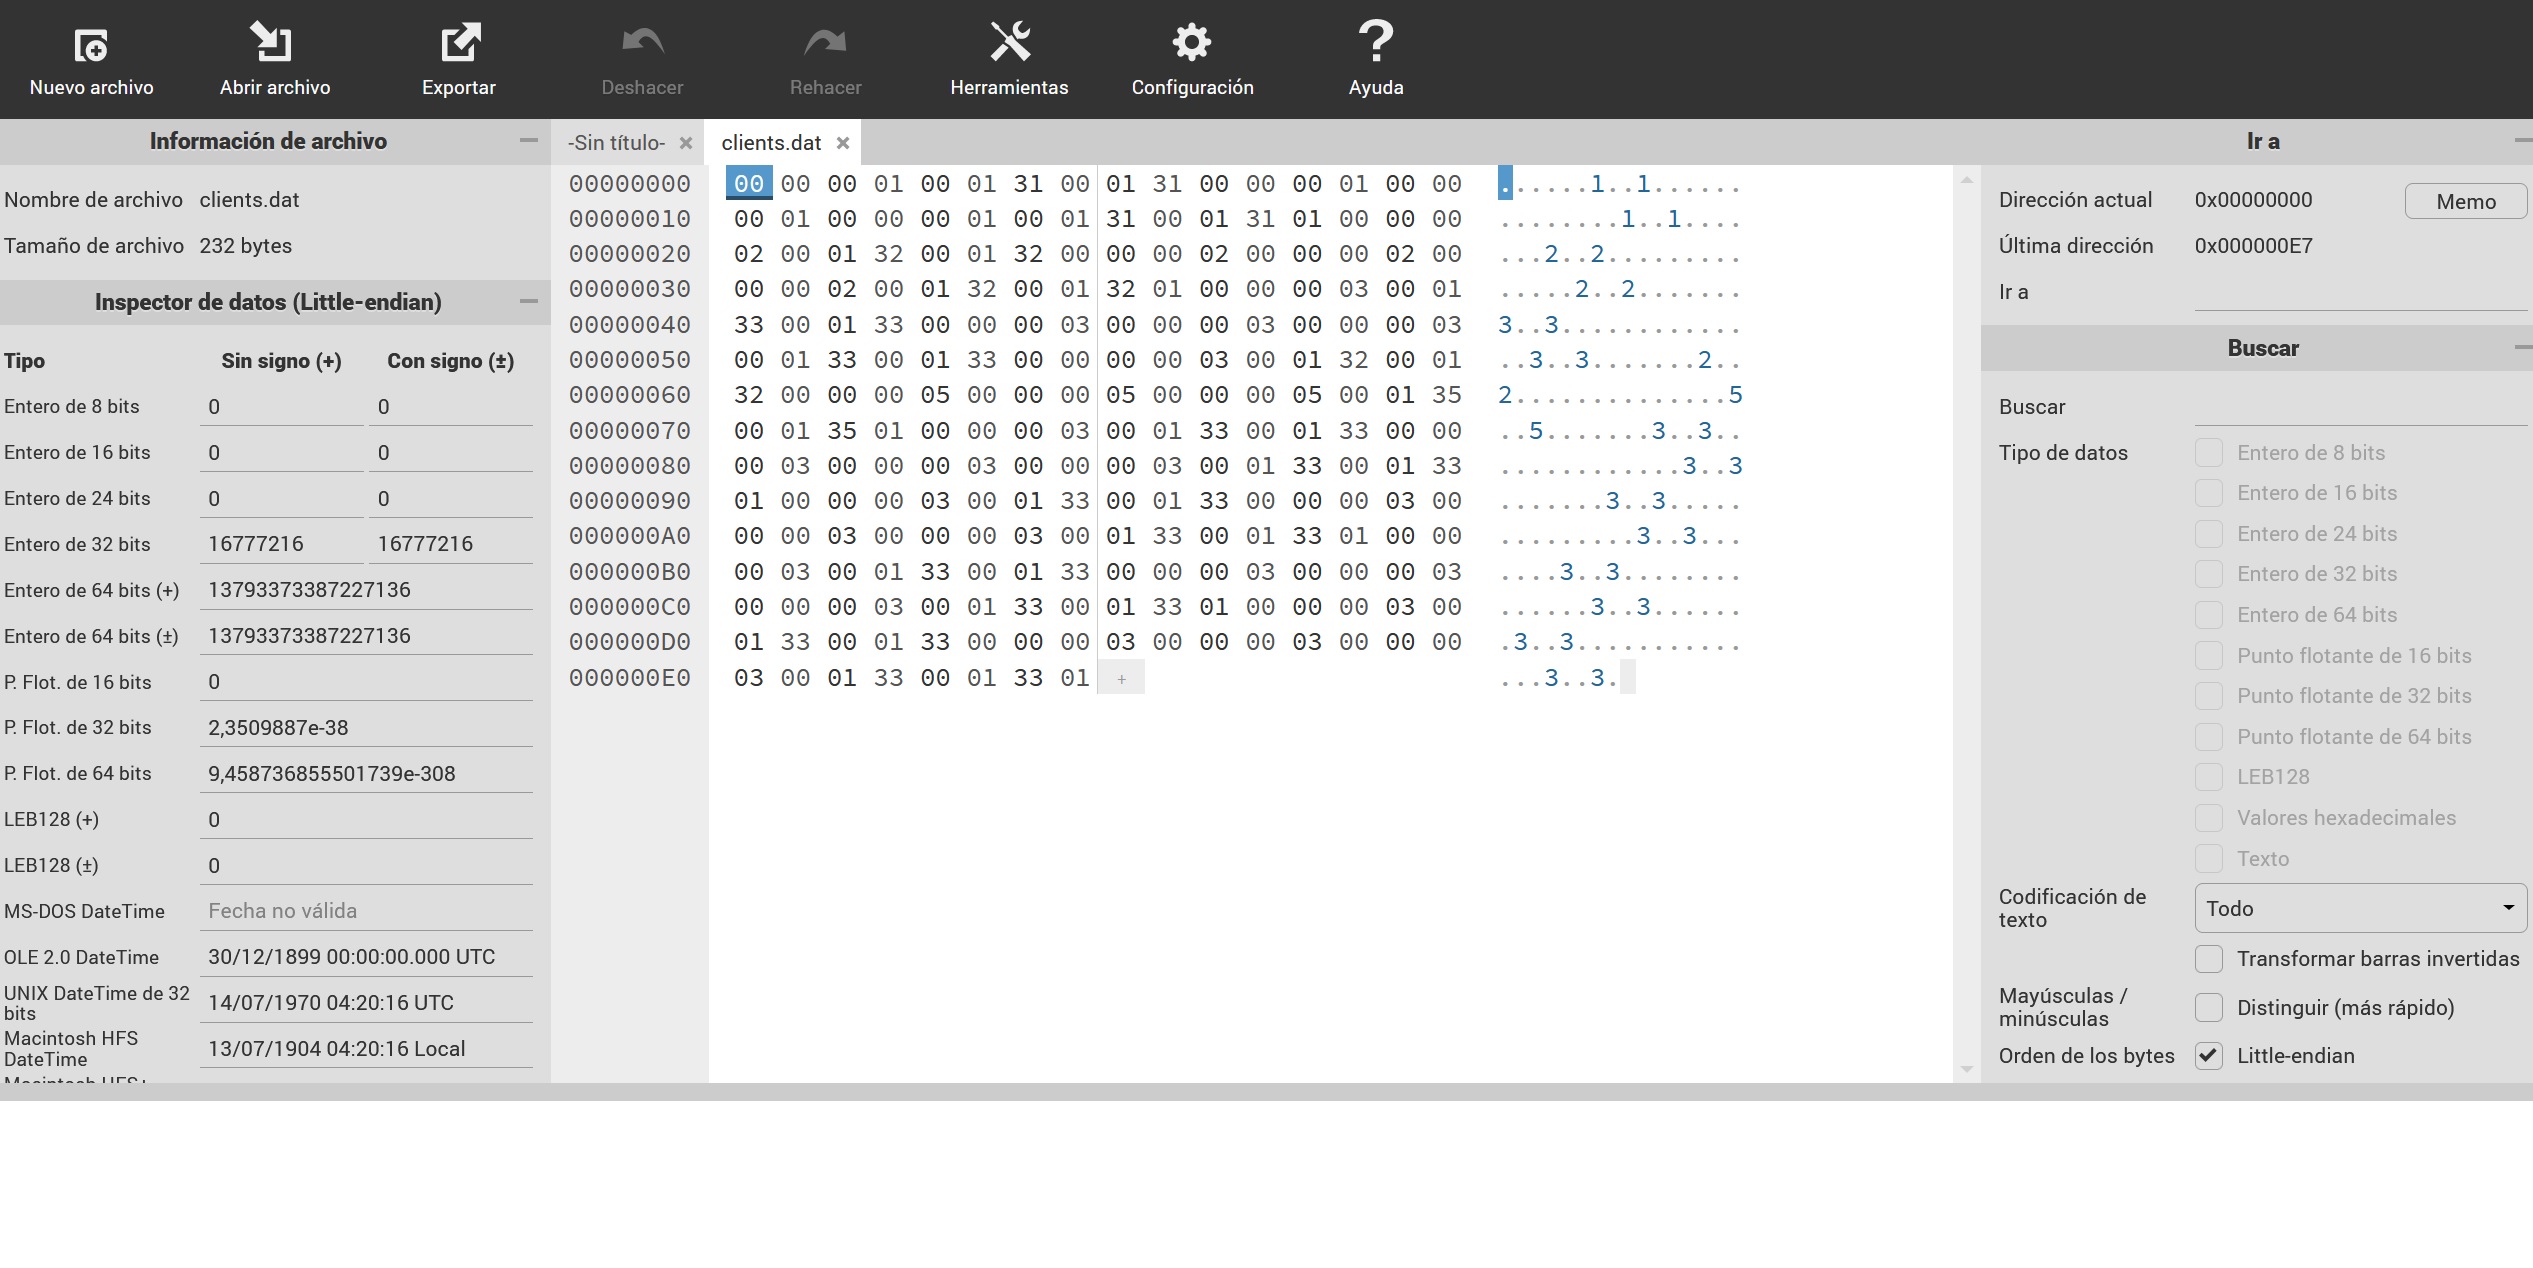 Nuevo archivo
Abrir archivo
Exportar
Deshacer
Rehacer
Herramientas
Configuración
Ayuda
Información de archivo
Nombre de archivo clients.dat
Tamaño de archivo 232 bytes
Inspector de datos (Little-endian)
Tipo Sin signo (+) Con signo (±)
Entero de 8 bits 0 0
Entero de 16 bits 0 0
Entero de 24 bits 0 0
Entero de 32 bits 16777216 16777216
Entero de 64 bits (+) 13793373387227136
Entero de 64 bits (±) 13793373387227136
P. Flot. de 16 bits 0
P. Flot. de 32 bits 2,3509887e-38
P. Flot. de 64 bits 9,458736855501739e-308
LEB128 (+) 0
LEB128 (±) 0
MS-DOS DateTime Fecha no válida
OLE 2.0 DateTime 30/12/1899 00:00:00.000 UTC
UNIX DateTime de 32 bits 14/07/1970 04:20:16 UTC
Macintosh HFS DateTime 13/07/1904 04:20:16 Local
-Sin título- ×
clients.dat ×
00000000 00 00 00 01 00 01 31 00 01 31 00 00 00 01 00 00 ......1..1......
00000010 00 01 00 00 00 01 00 01 31 00 01 31 01 00 00 00 ........1..1....
00000020 02 00 01 32 00 01 32 00 00 00 02 00 00 00 02 00 ...2..2.........
00000030 00 00 02 00 01 32 00 01 32 01 00 00 00 03 00 01 .....2..2.......
00000040 33 00 01 33 00 00 00 03 00 00 00 03 00 00 00 03 3..3............
00000050 00 01 33 00 01 33 00 00 00 00 03 00 01 32 00 01 ..3..3.......2..
00000060 32 00 00 00 05 00 00 00 05 00 00 00 05 00 01 35 2..............5
00000070 00 01 35 01 00 00 00 03 00 01 33 00 01 33 00 00 ..5.......3..3..
00000080 00 03 00 00 00 03 00 00 00 03 00 01 33 00 01 33 ............3..3
00000090 01 00 00 00 03 00 01 33 00 01 33 00 00 00 03 00 .......3..3.....
000000A0 00 00 03 00 00 00 03 00 01 33 00 01 33 01 00 00 .........3..3...
000000B0 00 03 00 01 33 00 01 33 00 00 00 03 00 00 00 03 ....3..3........
000000C0 00 00 00 03 00 01 33 00 01 33 01 00 00 00 03 00 ......3..3......
000000D0 01 33 00 01 33 00 00 00 03 00 00 00 03 00 00 00 .3..3...........
000000E0 03 00 01 33 00 01 33 01 + ...3..3.
Ir a
Dirección actual 0x00000000 Memo
Última dirección 0x000000E7
Ir a
Buscar
Buscar
Tipo de datos Entero de 8 bits
Entero de 16 bits
Entero de 24 bits
Entero de 32 bits
Entero de 64 bits
Punto flotante de 16 bits
Punto flotante de 32 bits
Punto flotante de 64 bits
LEB128
Valores hexadecimales
Texto
Codificación de texto Todo
Transformar barras invertidas
Mayúsculas / minúsculas Distinguir (más rápido)
Orden de los bytes Little-endian